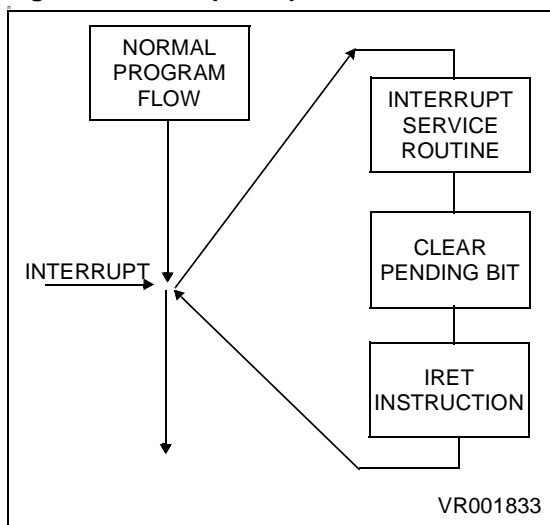 NORMAL
PROGRAM
FLOW
INTERRUPT
SERVICE
ROUTINE
INTERRUPT
CLEAR
PENDING BIT
IRET
INSTRUCTION
VR001833